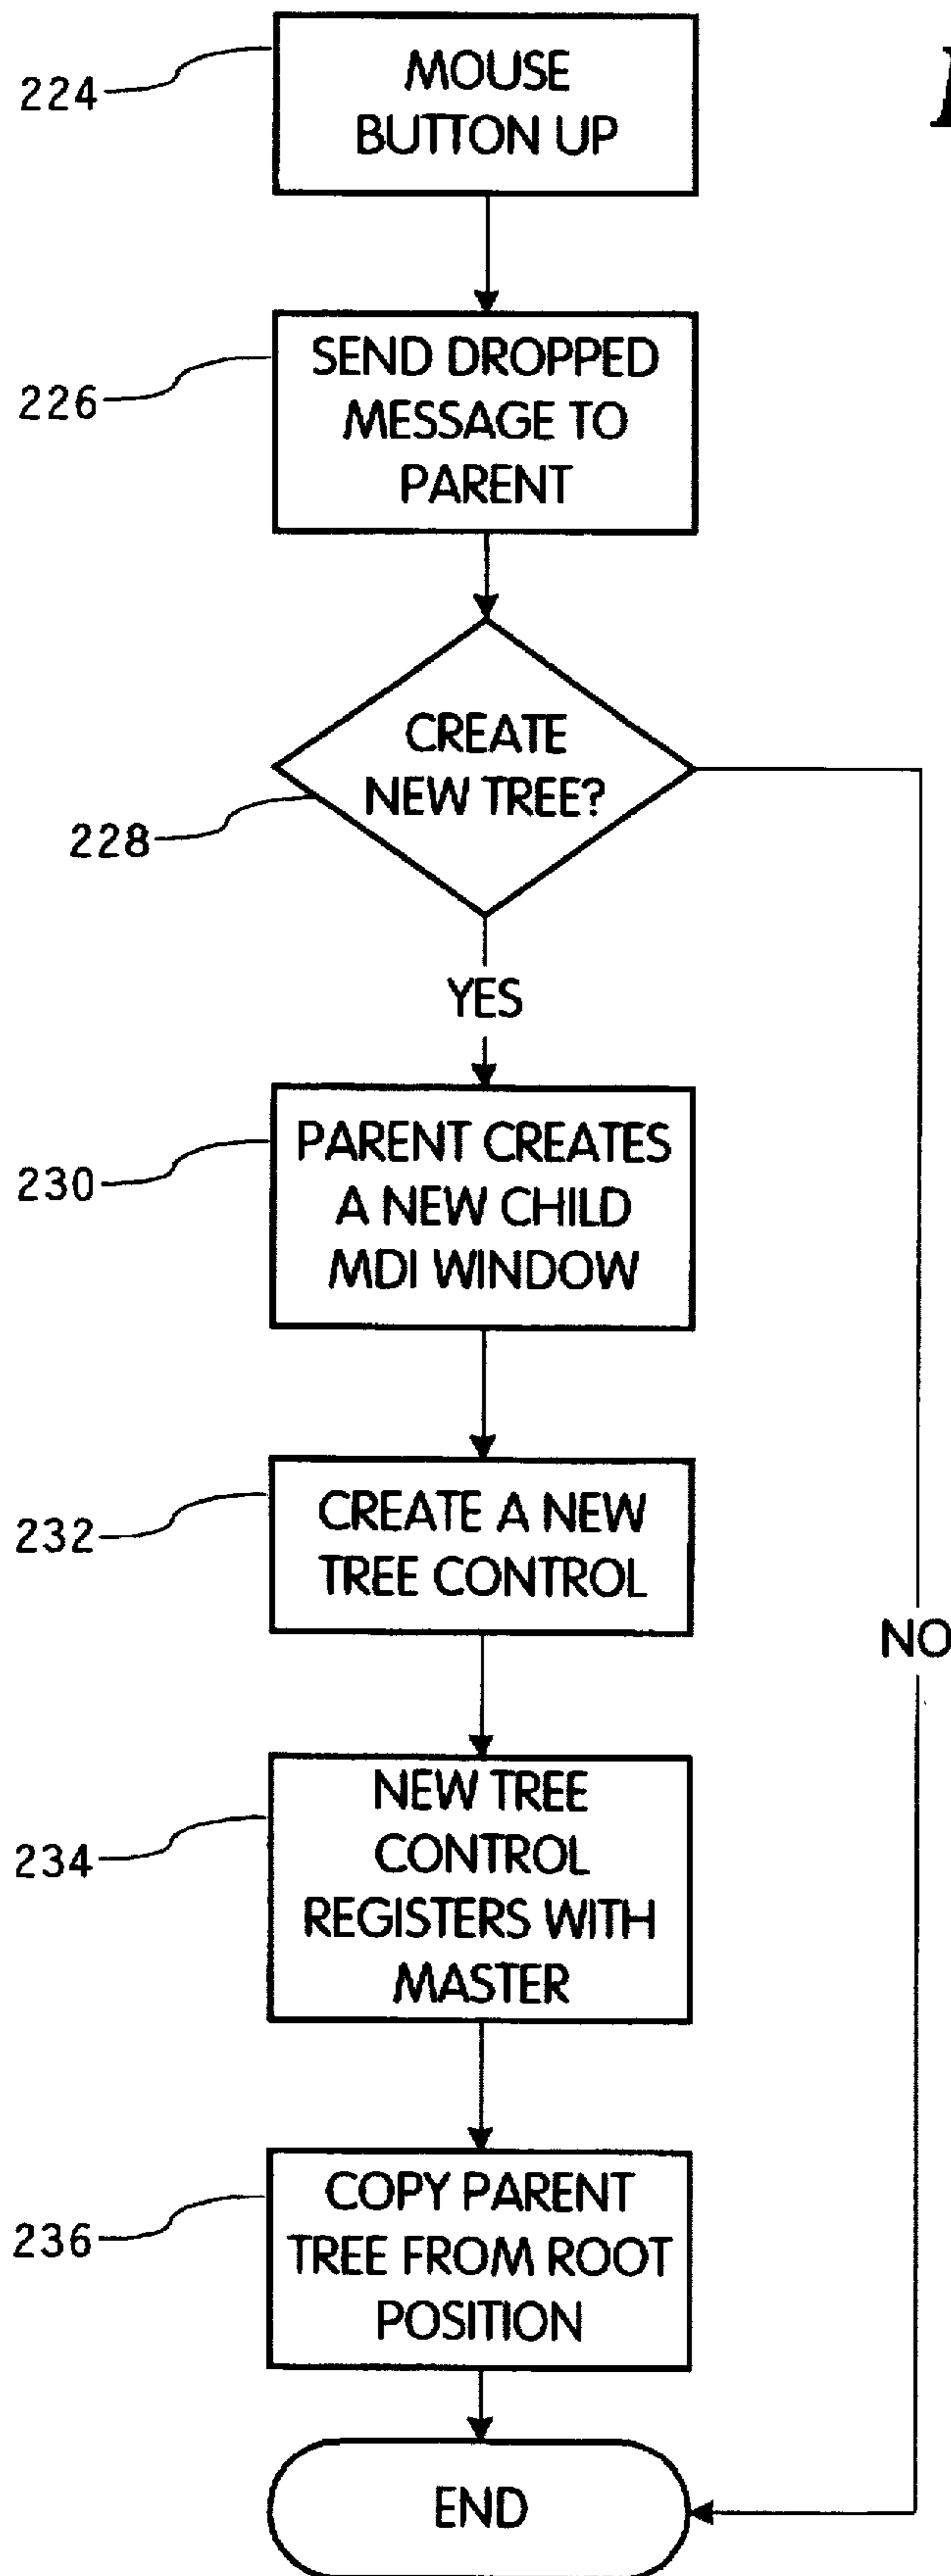 224
MOUSE
BUTTON UP
226
SEND DROPPED
MESSAGE TO
PARENT
228
CREATE
NEW TREE?
YES
230
PARENT CREATES
A NEW CHILD
MDI WINDOW
232
CREATE A NEW
TREE CONTROL
NO
234
NEW TREE
CONTROL
REGISTERS WITH
MASTER
236
COPY PARENT
TREE FROM ROOT
POSITION
END